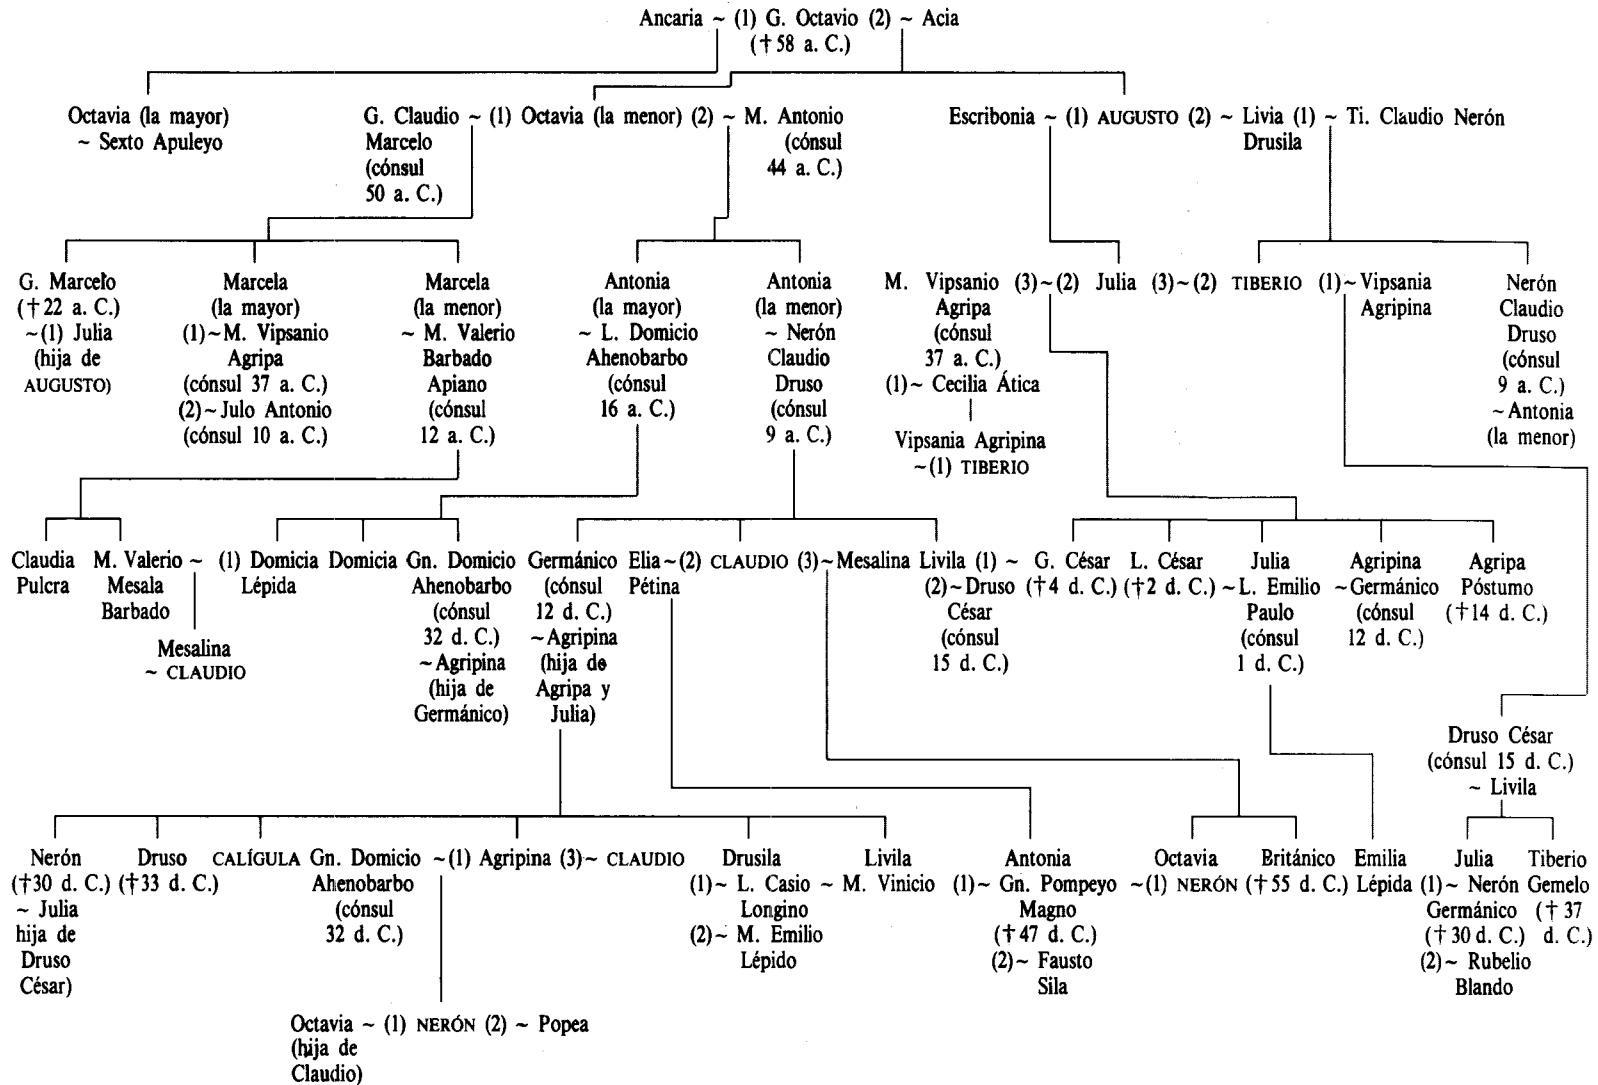 Ancaria ~ (1) G. Octavio (2) ~ Acia
(†58 a. C.)
Octavia (la mayor)
~ Sexto Apuleyo
G. Claudio ~ (1) Octavia (la menor) (2) ~ M. Antonio
Marcelo
(cónsul
50 a. C.)
(cónsul
44 a. C.)
Escribonia ~ (1) AUGUSTO (2) ~ Livia (1) ~ Ti. Claudio Nerón
Drusila
G. Marcelo
(†22 a. C.)
~(1) Julia
(hija de
AUGUSTO)
Marcela
(la mayor)
(1)~M. Vipsanio
Agripa
(cónsul 37 a. C.)
(2)~Julo Antonio
(cónsul 10 a. C.)
Marcela
(la menor)
~ M. Valerio
Barbado
Apiano
(cónsul
12 a. C.)
Antonia
(la mayor)
~ L. Domicio
Ahenobarbo
(cónsul
16 a. C.)
Antonia
(la menor)
~ Nerón
Claudio
Druso
(cónsul
9 a. C.)
M. Vipsanio (3)~(2) Julia (3)~(2) TIBERIO (1)~Vipsania
Agripa
(cónsul
37 a. C.)
(1)~ Cecilia Ática
Vipsania Agripina
~(1) TIBERIO
Agripina
Nerón
Claudio
Druso
(cónsul
9 a. C.)
~Antonia
(la menor)
Claudia
Pulcra
M. Valerio ~ (1) Domicia
Mesala
Barbado
Lépida
Mesalina
~ CLAUDIO
Domicia
Gn. Domicio
Ahenobarbo
(cónsul
32 d. C.)
~Agripina
(hija de
Germánico)
Germánico
(cónsul
12 d. C.)
~Agripina
(hija de
Agripa y
Julia)
Elia~(2) CLAUDIO (3)~Mesalina
Pétina
Livila (1) ~ G. César
(2)~Druso (†4 d. C.)
César
(cónsul
15 d. C.)
L. César
(†2 d. C.)
Julia
~L. Emilio
Paulo
(cónsul
1 d. C.)
Agripina
~Germánico
(cónsul
12 d. C.)
Agripa
Póstumo
(†14 d. C.)
Druso César
(cónsul 15 d. C.)
~ Livila
Nerón
(†30 d. C.)
~ Julia
hija de
Druso
César)
Druso
(†33 d. C.)
CALÍGULA
Gn. Domicio ~(1) Agripina (3)~ CLAUDIO
Ahenobarbo
(cónsul
32 d. C.)
Drusila
(1)~ L. Casio
Longino
(2)~ M. Emilio
Lépido
Livila
~ M. Vinicio
Antonia
(1)~ Gn. Pompeyo
Magno
(†47 d. C.)
(2)~ Fausto
Sila
Octavia
~(1) NERÓN
Británico
(†55 d. C.)
Emilia
Lépida
Julia
(1)~ Nerón
Germánico
(†30 d. C.)
(2)~ Rubelio
Blando
Tiberio
Gemelo
(† 37
d. C.)
Octavia ~ (1) NERÓN (2) ~ Popea
(hija de
Claudio)